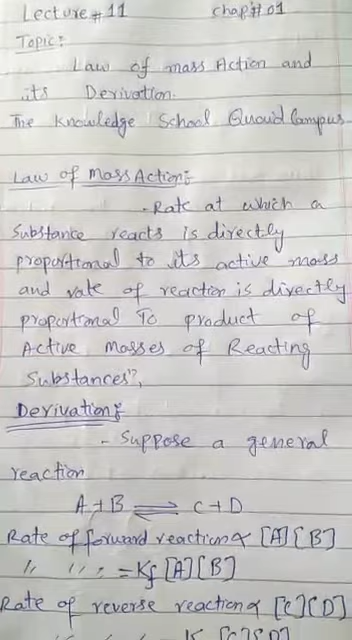 Lecture # 11 Chap # 01
Topic:
Law of mass Action and
its Derivation.
The Knowledge School Quaid Campus
Law of Mass Action:
"Rate at which a
Substance reacts is directly
proportional to its active mass
and rate of reaction is directly
proportional To product of
Active Masses of Reacting
Substances",
Derivation:
- Suppose a general
reaction
A+B ⇌ C+D
Rate of forward reaction ∝ [A][B]
" " " = Kf [A][B]
Rate of reverse reaction ∝ [C][D]
[C][D]